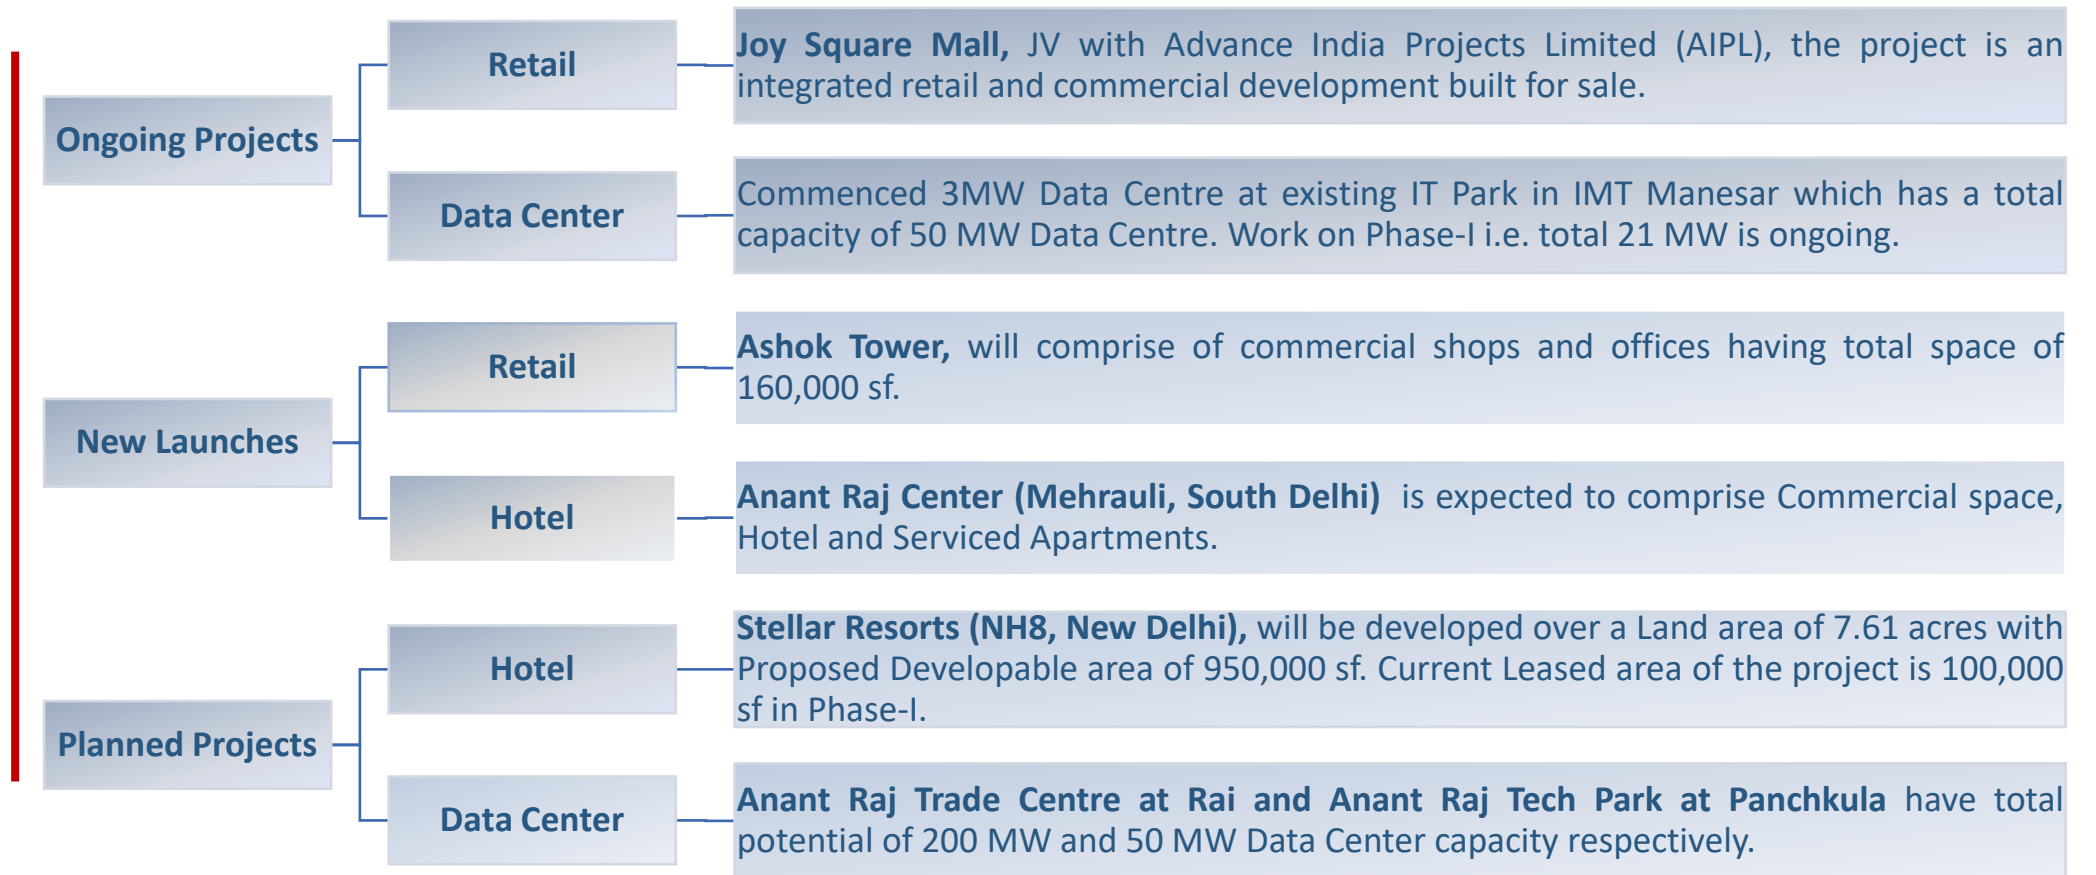 Ongoing Projects
Retail
Joy Square Mall, JV with Advance India Projects Limited (AIPL), the project is an
integrated retail and commercial development built for sale.
Data Center
Commenced 3MW Data Centre at existing IT Park in IMT Manesar which has a total
capacity of 50 MW Data Centre. Work on Phase-I i.e. total 21 MW is ongoing.
New Launches
Retail
Ashok Tower, will comprise of commercial shops and offices having total space of
160,000 sf.
Hotel
Anant Raj Center (Mehrauli, South Delhi) is expected to comprise Commercial space,
Hotel and Serviced Apartments.
Planned Projects
Hotel
Stellar Resorts (NH8, New Delhi), will be developed over a Land area of 7.61 acres with
Proposed Developable area of 950,000 sf. Current Leased area of the project is 100,000
sf in Phase-I.
Data Center
Anant Raj Trade Centre at Rai and Anant Raj Tech Park at Panchkula have total
potential of 200 MW and 50 MW Data Center capacity respectively.